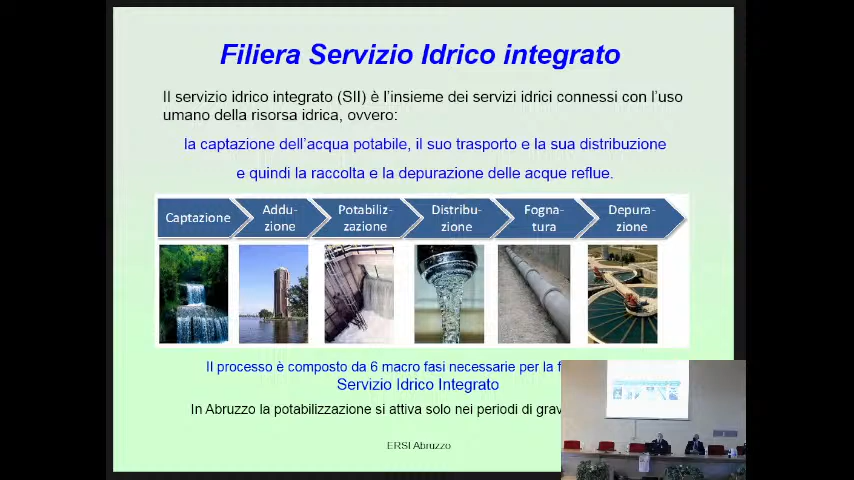 Filiera Servizio Idrico integrato
Il servizio idrico integrato (SII) è l'insieme dei servizi idrici connessi con l'uso
umano della risorsa idrica, ovvero:
la captazione dell'acqua potabile, il suo trasporto e la sua distribuzione
e quindi la raccolta e la depurazione delle acque reflue.
Captazione
Addu-
zione
Potabiliz-
zazione
Distribu-
zione
Fogna-
tura
Depura-
zione
Il processo è composto da 6 macro fasi necessarie per la
Servizio Idrico Integrato
In Abruzzo la potabilizzazione si attiva solo nei periodi di
ERSI Abruzzo